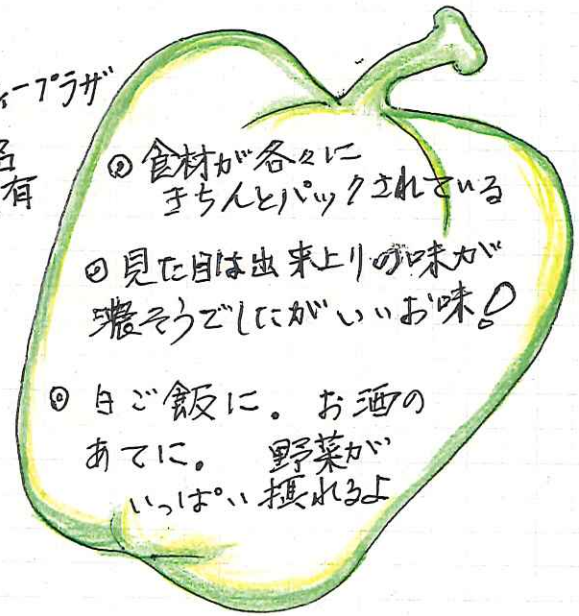 ィープラザ
名
有
◎ 食材が各々に
きちんとパックされている
◎ 見た目は出来上りの味が
濃そうでしたがいいお味!
◎ 白ご飯に。お酒の
あてに。 野菜が
いっぱい摂れるよ